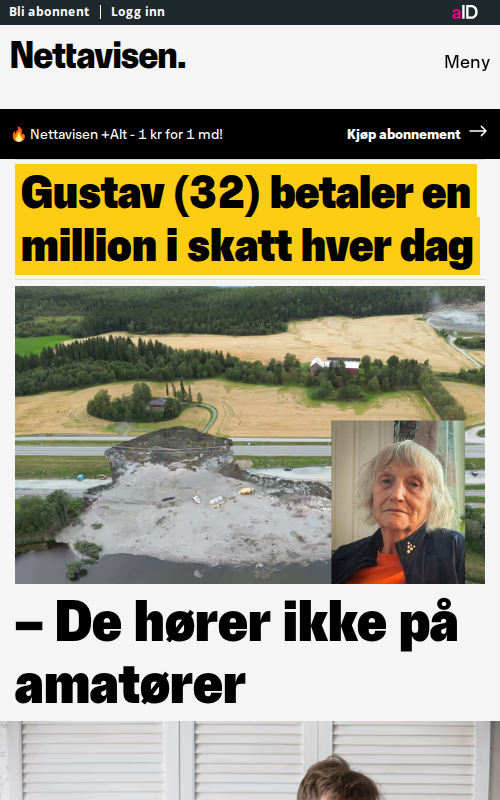 Bli abonnent | Logg inn
aID
Nettavisen.
Meny
🔥 Nettavisen +Alt - 1 kr for 1 md!
Kjøp abonnement →
Gustav (32) betaler en
million i skatt hver dag
– De hører ikke på
amatører